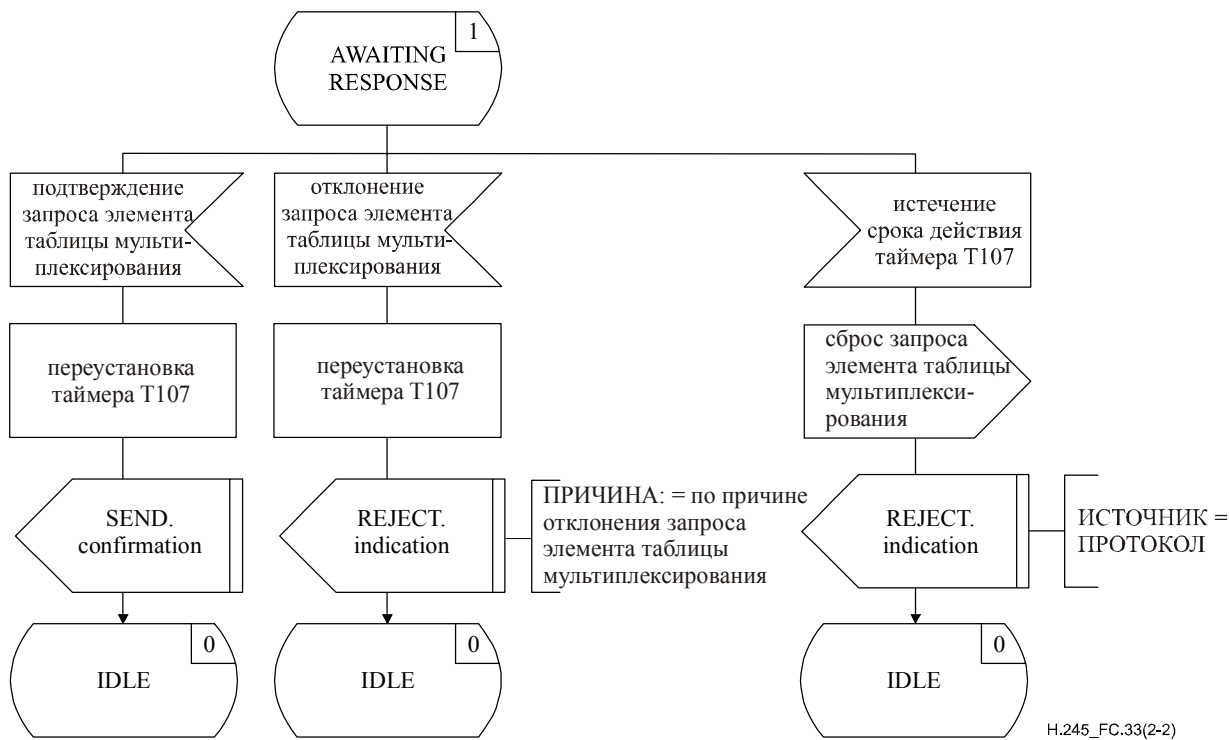 1
AWAITING
RESPONSE
подтверждение
запроса элемента
таблицы мульти-
плексирования
отклонение
запроса элемента
таблицы мульти-
плексирования
истечение
срока действия
таймера T107
переустановка
таймера T107
переустановка
таймера T107
сброс запроса
элемента таблицы
мультиплекси-
рования
SEND.
confirmation
REJECT.
indication
ПРИЧИНА: = по причине
отклонения запроса
элемента таблицы
мультиплексирования
REJECT.
indication
ИСТОЧНИК =
ПРОТОКОЛ
0
IDLE
0
IDLE
0
IDLE
H.245_FC.33(2-2)